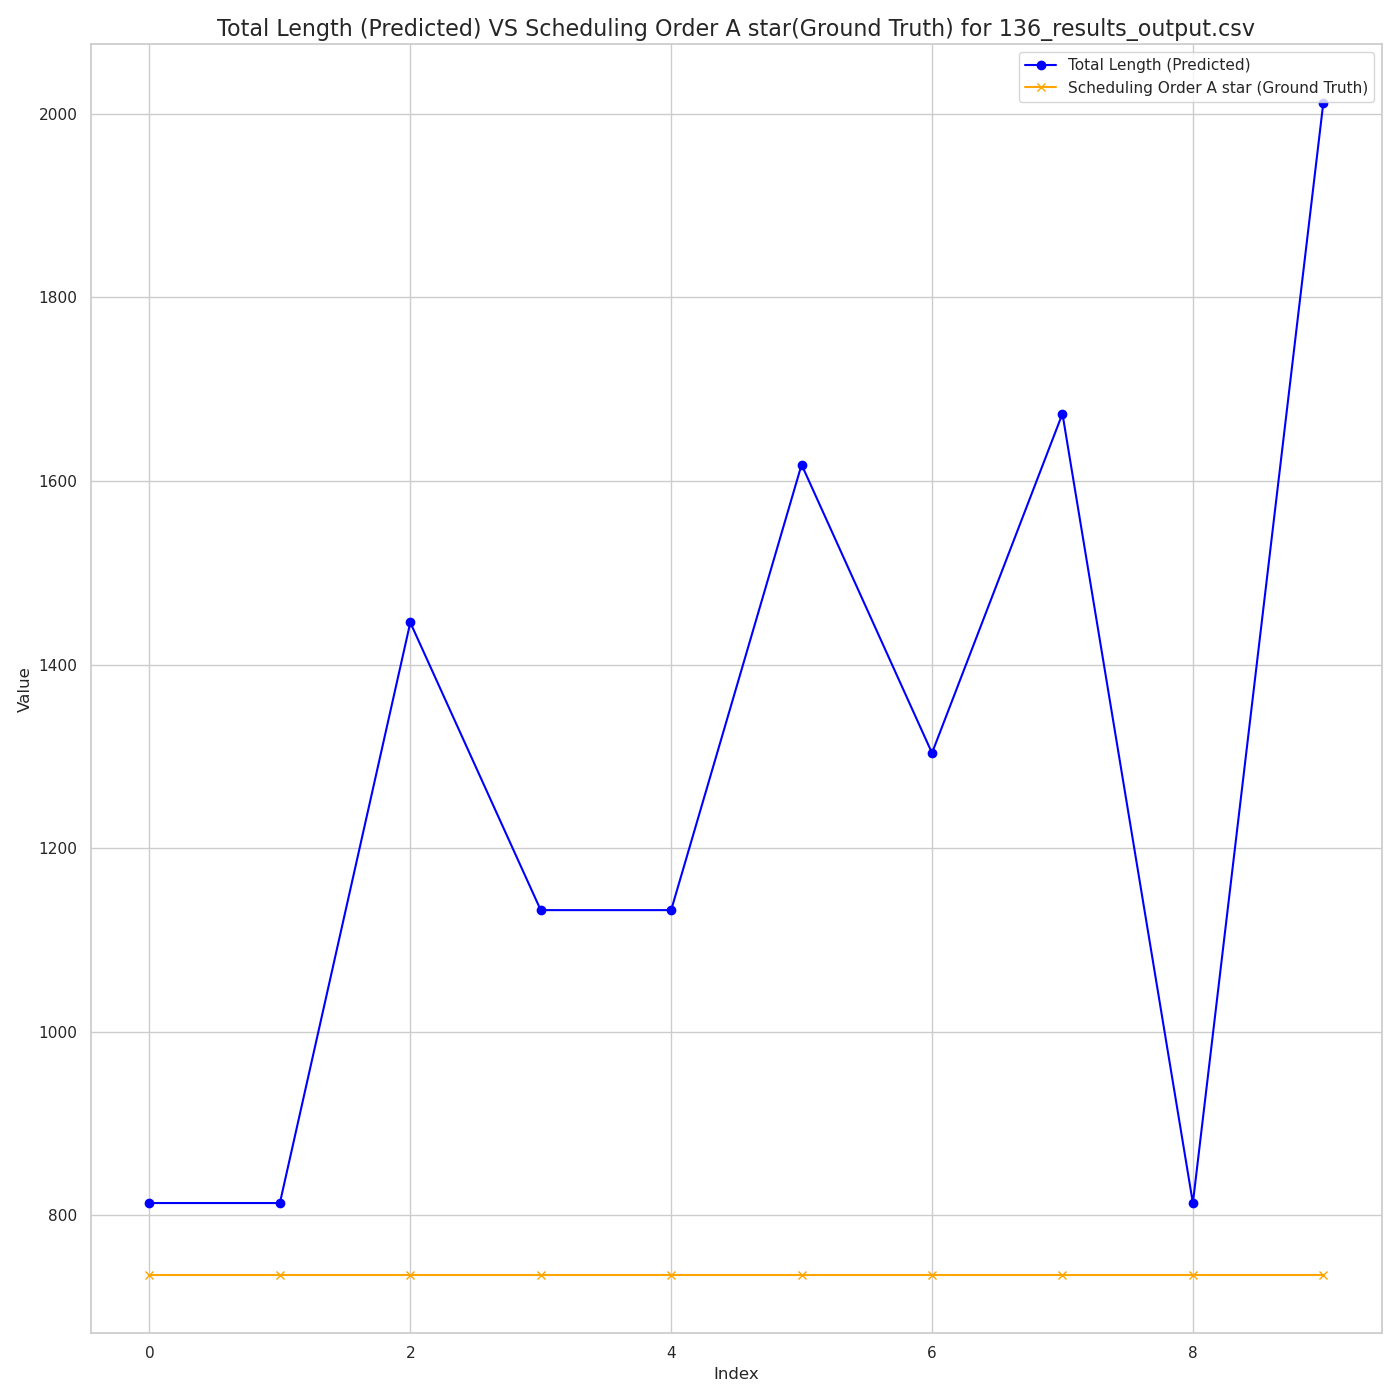 Total Length (Predicted) VS Scheduling Order A star(Ground Truth) for 136_results_output.csv
Total Length (Predicted)
Scheduling Order A star (Ground Truth)
2000
1800
1600
1400
1200
1000
800
Value
0 2 4 6 8
Index